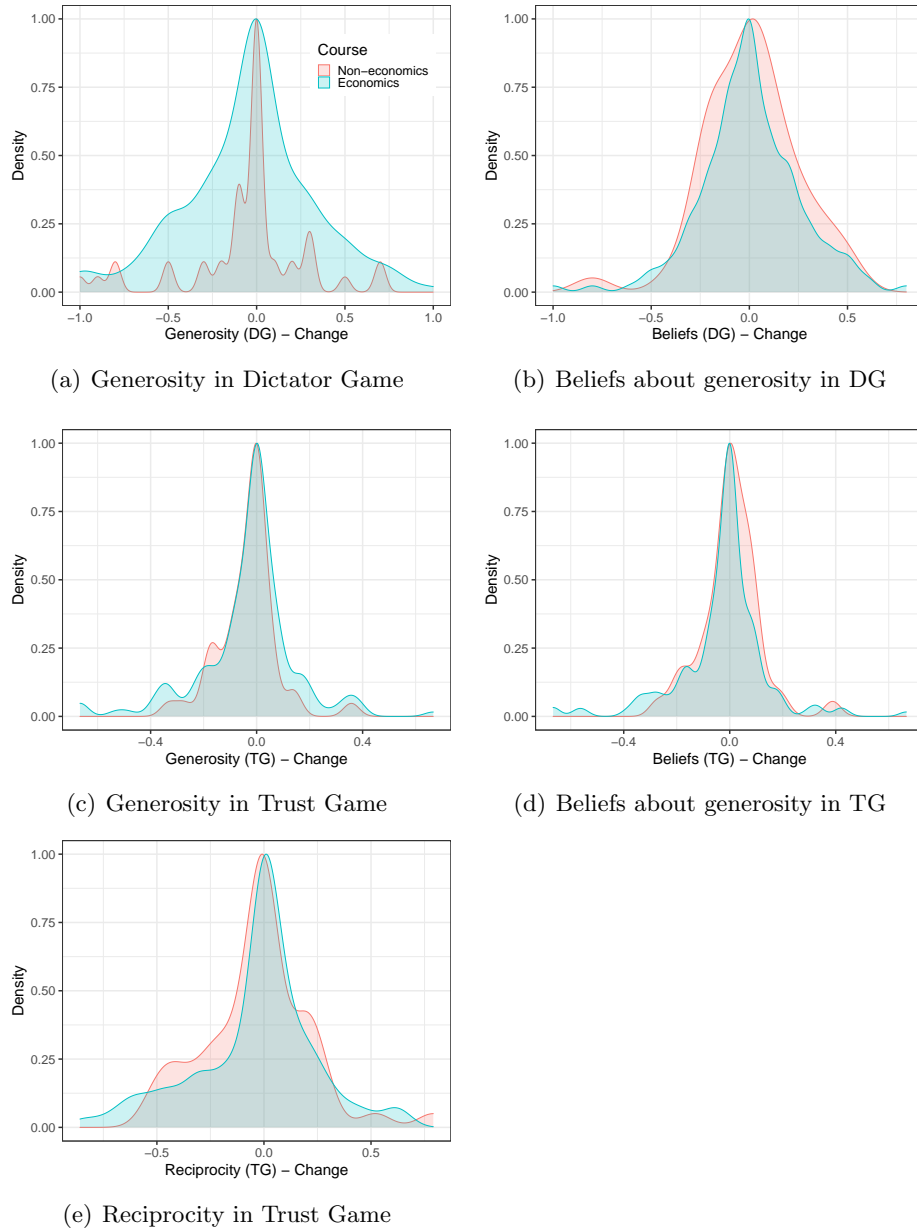 1.00
0.75
0.50
0.25
0.00
Density
Course
Non−economics
Economics
−1.0 −0.5 0.0 0.5 1.0
Generosity (DG) − Change
(a) Generosity in Dictator Game
1.00
0.75
0.50
0.25
0.00
Density
−1.0 −0.5 0.0 0.5
Beliefs (DG) − Change
(b) Beliefs about generosity in DG
1.00
0.75
0.50
0.25
0.00
Density
−0.4 0.0 0.4
Generosity (TG) − Change
(c) Generosity in Trust Game
1.00
0.75
0.50
0.25
0.00
Density
−0.4 0.0 0.4
Beliefs (TG) − Change
(d) Beliefs about generosity in TG
1.00
0.75
0.50
0.25
0.00
Density
−0.5 0.0 0.5
Reciprocity (TG) − Change
(e) Reciprocity in Trust Game